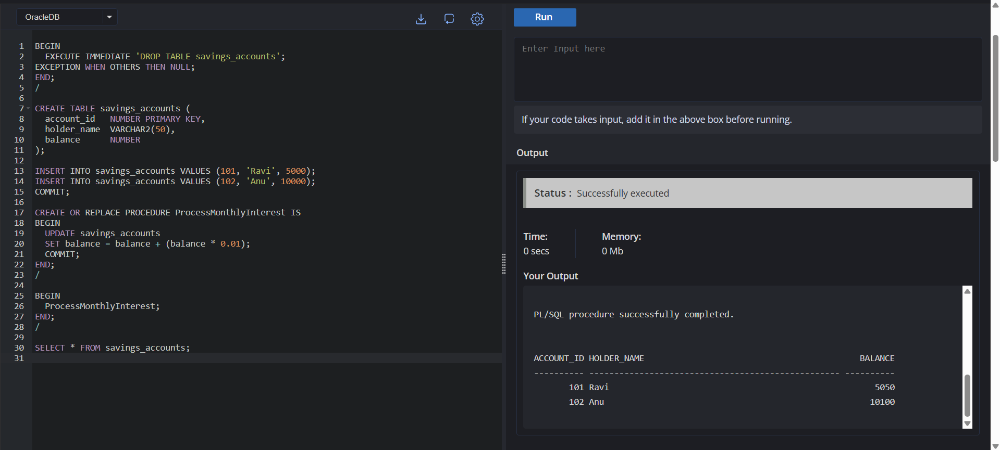 OracleDB
1 BEGIN
2   EXECUTE IMMEDIATE 'DROP TABLE savings_accounts';
3 EXCEPTION WHEN OTHERS THEN NULL;
4 END;
5 /
6
7 CREATE TABLE savings_accounts (
8   account_id   NUMBER PRIMARY KEY,
9   holder_name  VARCHAR2(50),
10   balance      NUMBER
11 );
12
13 INSERT INTO savings_accounts VALUES (101, 'Ravi', 5000);
14 INSERT INTO savings_accounts VALUES (102, 'Anu', 10000);
15 COMMIT;
16
17 CREATE OR REPLACE PROCEDURE ProcessMonthlyInterest IS
18 BEGIN
19   UPDATE savings_accounts
20   SET balance = balance + (balance * 0.01);
21   COMMIT;
22 END;
23 /
24
25 BEGIN
26   ProcessMonthlyInterest;
27 END;
28 /
29
30 SELECT * FROM savings_accounts;
31
Run
Enter Input here
If your code takes input, add it in the above box before running.
Output
Status : Successfully executed
Time: Memory:
0 secs 0 Mb
Your Output
PL/SQL procedure successfully completed.
ACCOUNT_ID HOLDER_NAME                                           BALANCE
---------- -------------------------------------------------- ----------
       101 Ravi                                                     5050
       102 Anu                                                     10100